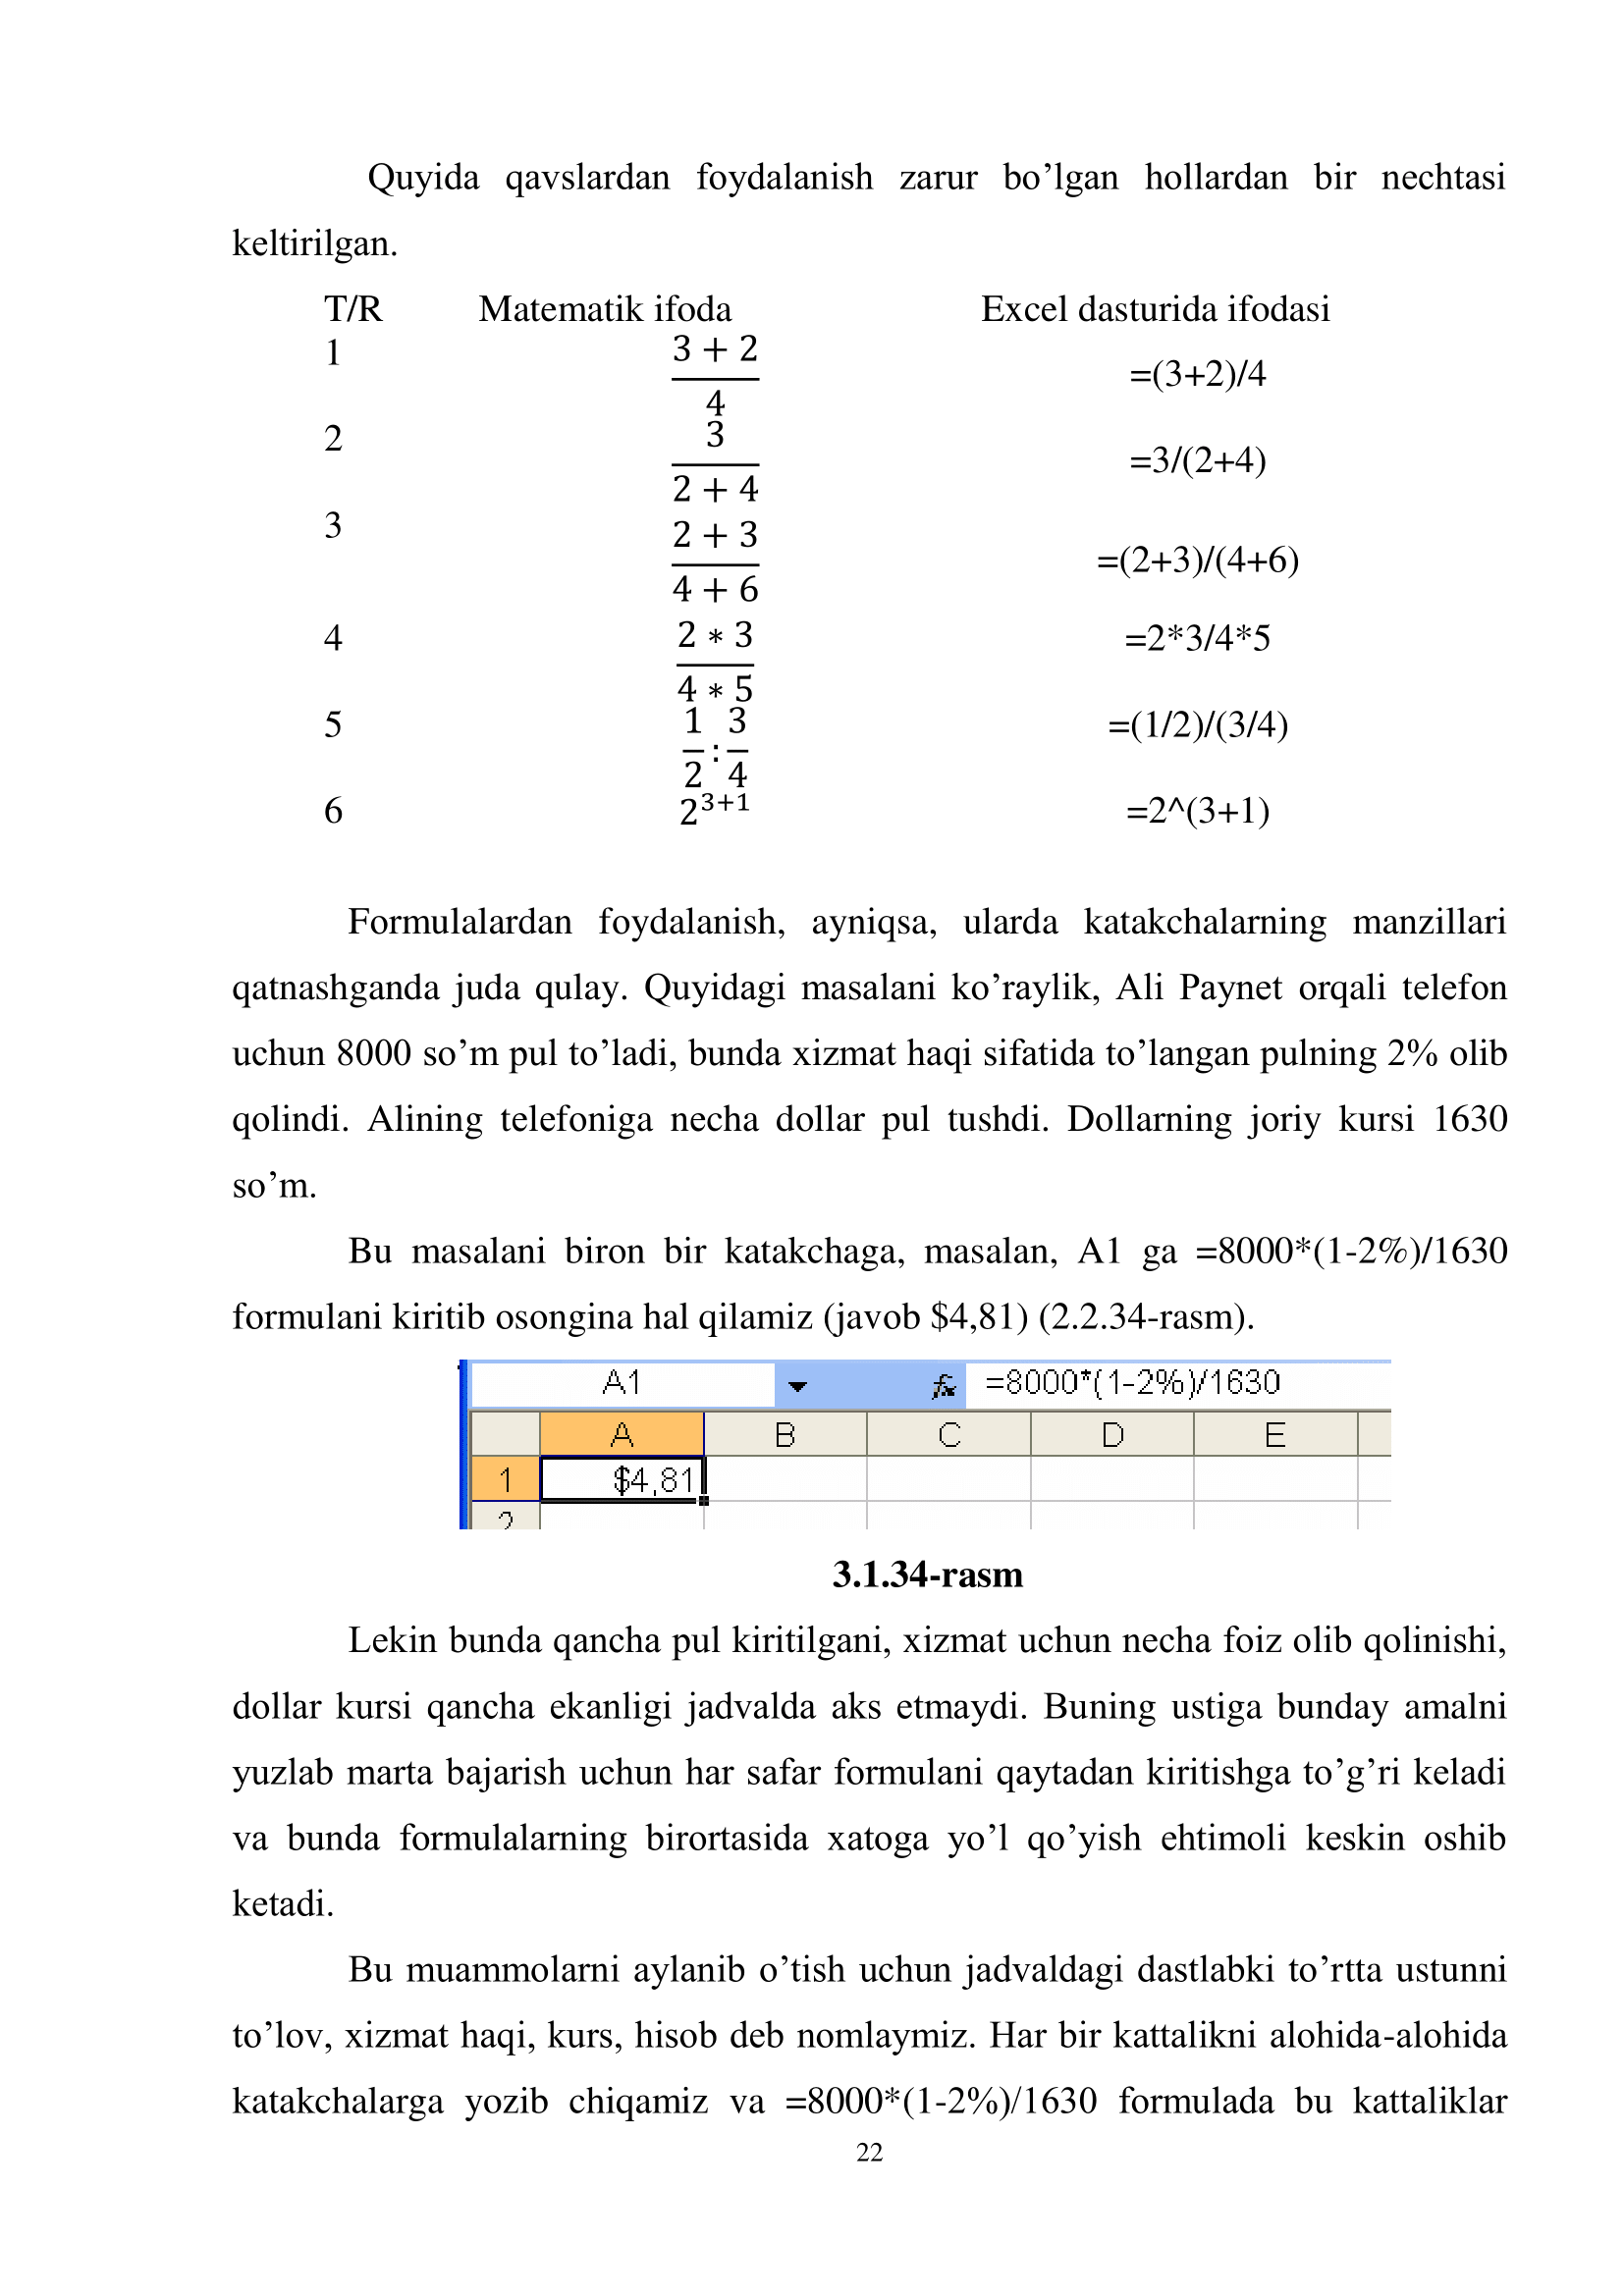 Quyida qavslardan foydalanish zarur bo’lgan hollardan bir nechtasi
keltirilgan.
T/R Matematik ifoda Excel dasturida ifodasi
1 (3 + 2)/4 =(3+2)/4
2 3/(2 + 4) =3/(2+4)
3 (2 + 3)/(4 + 6) =(2+3)/(4+6)
4 (2 ∗ 3)/(4 ∗ 5) =2*3/4*5
5 1/2 : 3/4 =(1/2)/(3/4)
6 2^(3+1) =2^(3+1)
Formulalardan foydalanish, ayniqsa, ularda katakchalarning manzillari
qatnashganda juda qulay. Quyidagi masalani ko’raylik, Ali Paynet orqali telefon
uchun 8000 so’m pul to’ladi, bunda xizmat haqi sifatida to’langan pulning 2% olib
qolindi. Alining telefoniga necha dollar pul tushdi. Dollarning joriy kursi 1630
so’m.
Bu masalani biron bir katakchaga, masalan, A1 ga =8000*(1-2%)/1630
formulani kiritib osongina hal qilamiz (javob $4,81) (2.2.34-rasm).
A1 fx =8000*(1-2%)/1630
A B C D E
1 $4,81
2
3.1.34-rasm
Lekin bunda qancha pul kiritilgani, xizmat uchun necha foiz olib qolinishi,
dollar kursi qancha ekanligi jadvalda aks etmaydi. Buning ustiga bunday amalni
yuzlab marta bajarish uchun har safar formulani qaytadan kiritishga to’g’ri keladi
va bunda formulalarning birortasida xatoga yo’l qo’yish ehtimoli keskin oshib
ketadi.
Bu muammolarni aylanib o’tish uchun jadvaldagi dastlabki to’rtta ustunni
to’lov, xizmat haqi, kurs, hisob deb nomlaymiz. Har bir kattalikni alohida-alohida
katakchalarga yozib chiqamiz va =8000*(1-2%)/1630 formulada bu kattaliklar
22